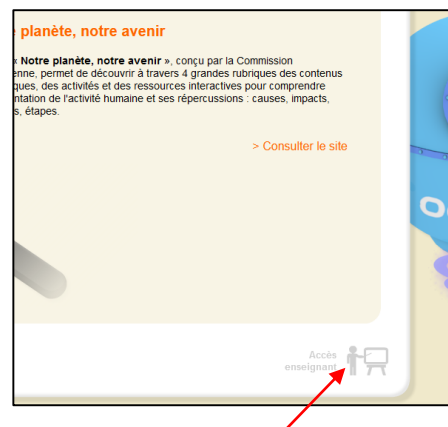 planète, notre avenir
« Notre planète, notre avenir », conçu par la Commission
enne, permet de découvrir à travers 4 grandes rubriques des contenus
ques, des activités et des ressources interactives pour comprendre
ntation de l'activité humaine et ses répercussions : causes, impacts,
s, étapes.
> Consulter le site
Accès
enseignant